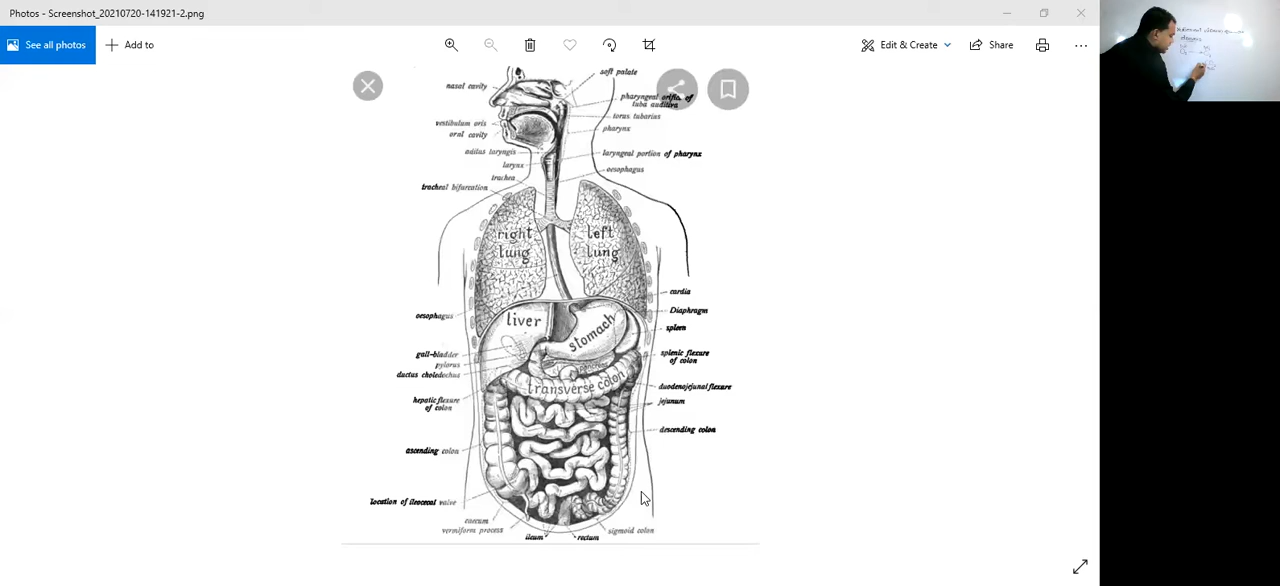 Photos - Screenshot_20210720-141921-2.png
See all photos
Add to
Edit & Create
Share
nasal cavity
vestibulum oris
oral cavity
aditus laryngis
larynx
trachea
tracheal bifurcation
soft palate
pharyngeal orifice of
tuba auditiva
torus tubarius
pharynx
laryngeal portion of pharynx
oesophagus
right
lung
left
lung
oesophagus
liver
stomach
pancreas
transverse colon
gall-bladder
pylorus
ductus choledochus
hepatic flexure
of colon
ascending colon
location of ileocecal valve
caecum
vermiform process
ileum
rectum
sigmoid colon
cardia
Diaphragm
spleen
splenic flexure
of colon
duodenojejunal flexure
jejunum
descending colon